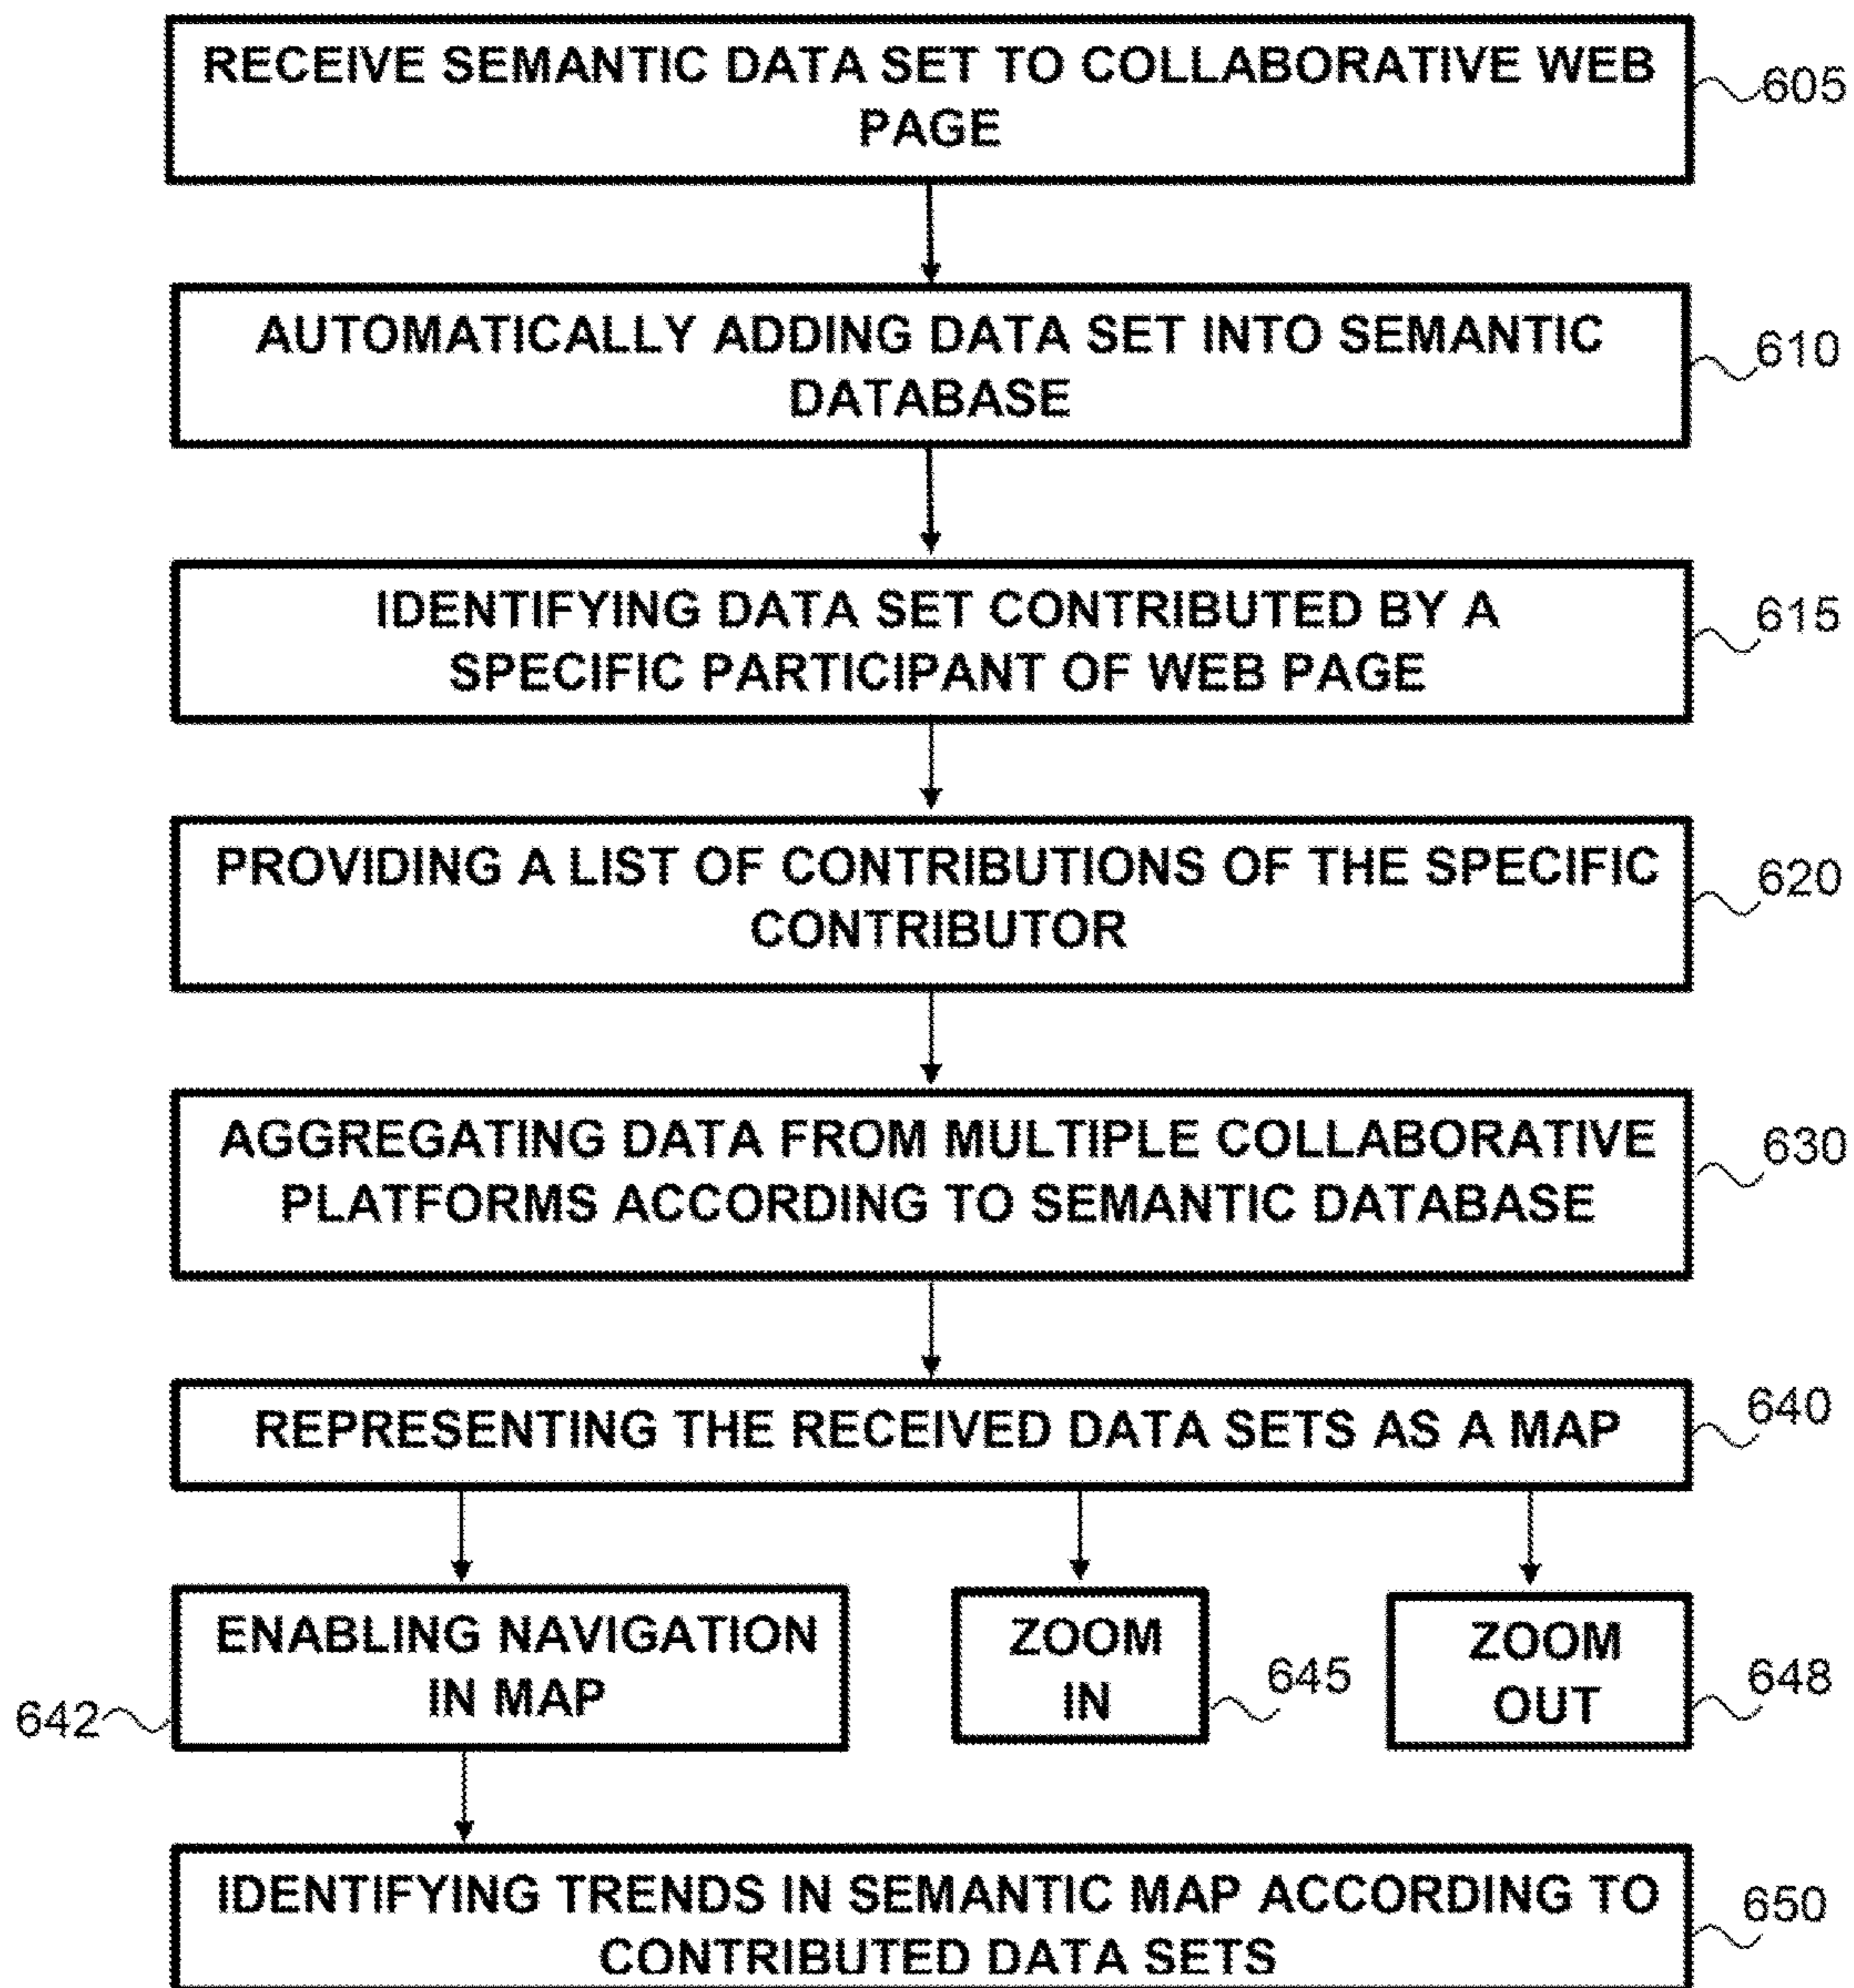 RECEIVE SEMANTIC DATA SET TO COLLABORATIVE WEB
PAGE
605
AUTOMATICALLY ADDING DATA SET INTO SEMANTIC
DATABASE
610
IDENTIFYING DATA SET CONTRIBUTED BY A
SPECIFIC PARTICIPANT OF WEB PAGE
615
PROVIDING A LIST OF CONTRIBUTIONS OF THE SPECIFIC
CONTRIBUTOR
620
AGGREGATING DATA FROM MULTIPLE COLLABORATIVE
PLATFORMS ACCORDING TO SEMANTIC DATABASE
630
REPRESENTING THE RECEIVED DATA SETS AS A MAP
640
ENABLING NAVIGATION
IN MAP
642
ZOOM
IN
645
ZOOM
OUT
648
IDENTIFYING TRENDS IN SEMANTIC MAP ACCORDING TO
CONTRIBUTED DATA SETS
650